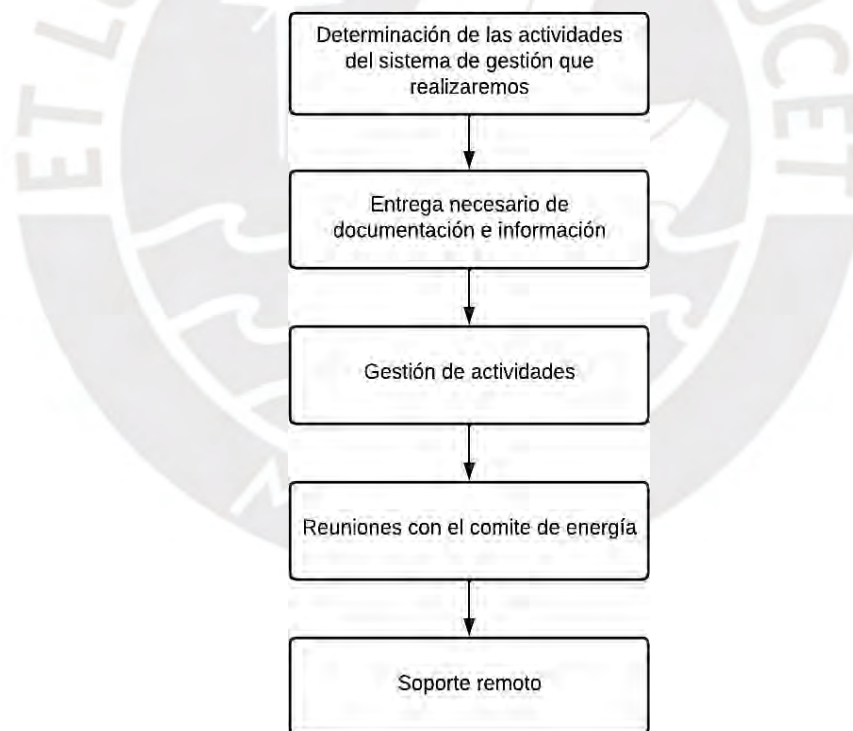 Determinación de las actividades
del sistema de gestión que
realizaremos
Entrega necesario de
documentación e información
Gestión de actividades
Reuniones con el comite de energía
Soporte remoto